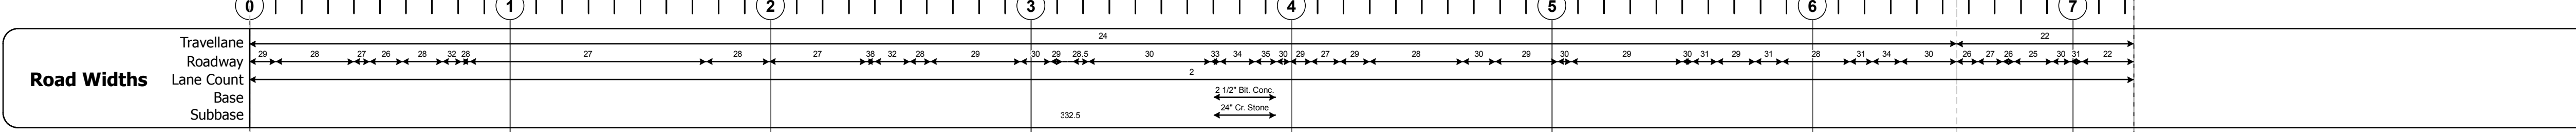 0 1 2 3 4 5 6 7
Travellane 24 22
Roadway 29 28 27 26 28 32 28 27 28 27 38 32 28 29 30 29 28.5 30 33 34 35 30 29 27 29 28 30 29 30 29 30 31 29 31 28 31 34 30 26 27 26 25 30 31 22
Road Widths
Lane Count 2
Base 2 1/2" Bit. Conc.
Subbase 24" Cr. Stone
32.5